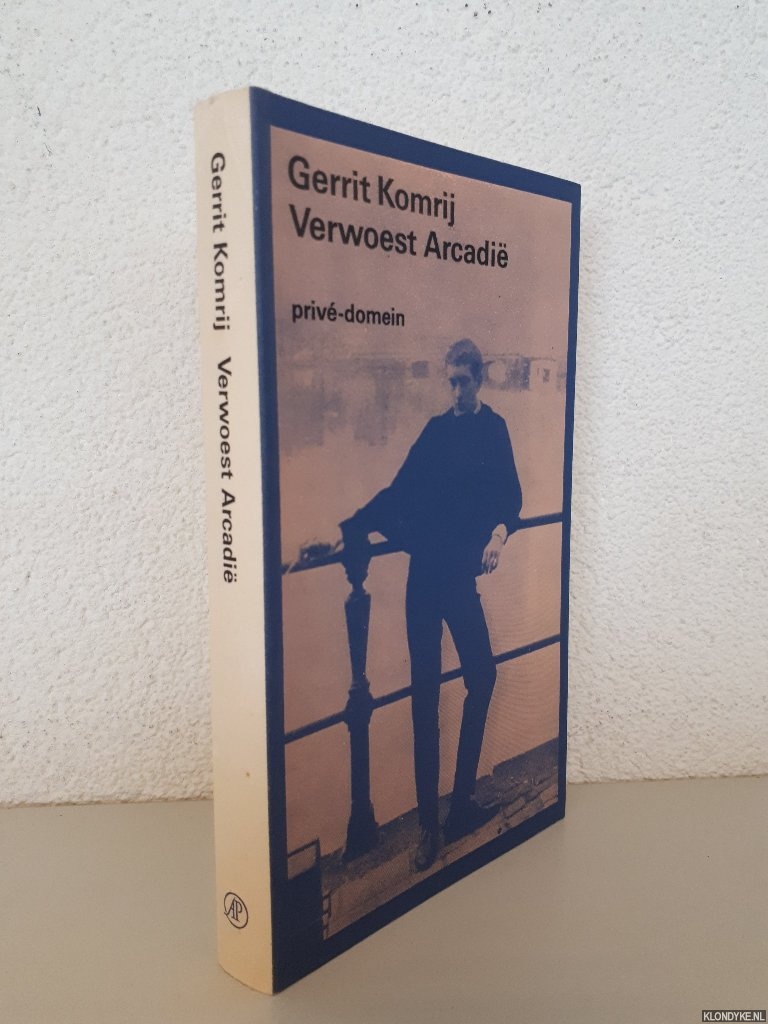 Gerrit Komrij Verwoest Arcadië
AP
Gerrit Komrij
Verwoest Arcadië
privé-domein
KLONDYKE.NL